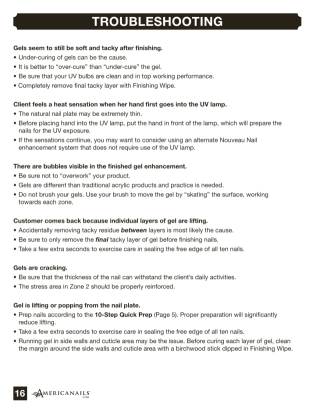 TROUBLESHOOTING
Gels seem to still be soft and tacky after finishing.
• Under-curing of gels can be the cause.
• It is better to “over-cure” than “under-cure” the gel.
• Be sure that your UV bulbs are clean and in top working performance.
• Completely remove final tacky layer with Finishing Wipe.
Client feels a heat sensation when her hand first goes into the UV lamp.
• The natural nail plate may be extremely thin.
• Before placing hand into the UV lamp, put the hand in front of the lamp, which will prepare the
nails for the UV exposure.
• If the sensations continue, you may want to consider using an alternate Nouveau Nail
enhancement system that does not require use of the UV lamp.
There are bubbles visible in the finished gel enhancement.
• Be sure not to “overwork” your product.
• Gels are different than traditional acrylic products and practice is needed.
• Do not brush your gels. Use your brush to move the gel by “skating” the surface, working
towards each zone.
Customer comes back because individual layers of gel are lifting.
• Accidentally removing tacky residue between layers is most likely the cause.
• Be sure to only remove the final tacky layer of gel before finishing nails.
• Take a few extra seconds to exercise care in sealing the free edge of all ten nails.
Gels are cracking.
• Be sure that the thickness of the nail can withstand the client's daily activities.
• The stress area in Zone 2 should be properly reinforced.
Gel is lifting or popping from the nail plate.
• Prep nails according to the 10-Step Quick Prep (Page 5). Proper preparation will significantly
reduce lifting.
• Take a few extra seconds to exercise care in sealing the free edge of all ten nails.
• Running gel in side walls and cuticle area may be the issue. Before curing each layer of gel, clean
the margin around the side walls and cuticle area with a birchwood stick dipped in Finishing Wipe.
16 AMERICANAILS